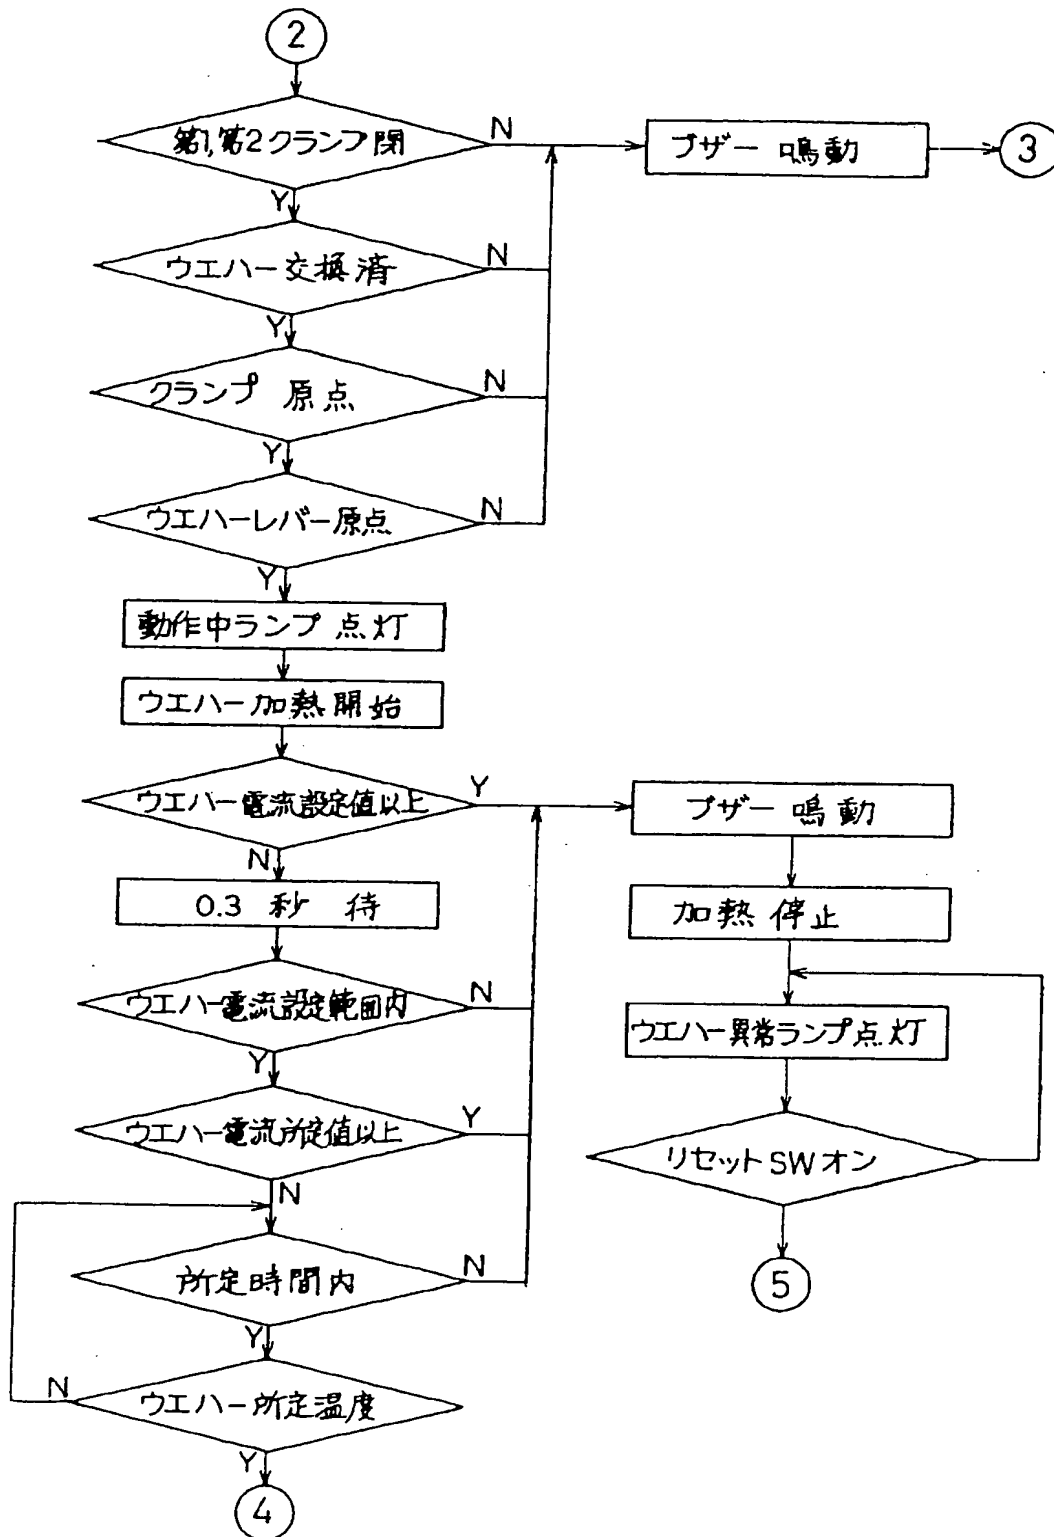 2
第1,第2クランプ閉
N
ブザー 鳴動
3
Y
ウエハー交換済
N
Y
クランプ 原点
N
Y
ウエハーレバー原点
N
Y
動作中ランプ 点灯
ウエハー加熱開始
ウエハー電流設定値以上
Y
ブザー 鳴動
N
0.3 秒 待
加熱停止
ウエハー電流設定範囲内
N
ウエハー異常ランプ点灯
Y
ウエハー電流所定値以上
Y
リセットSWオン
N
所定時間内
N
5
Y
N
ウエハー所定温度
Y
4